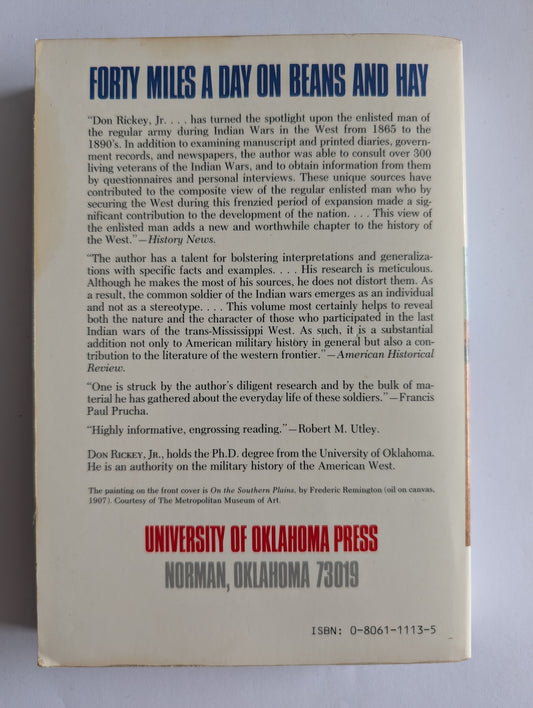 FORTY MILES A DAY ON BEANS AND HAY
"Don Rickey, Jr. . . . has turned the spotlight upon the enlisted man of
the regular army during Indian Wars in the West from 1865 to the
1890's. In addition to examining manuscript and printed diaries, govern-
ment records, and newspapers, the author was able to consult over 300
living veterans of the Indian Wars, and to obtain information from them
by questionnaires and personal interviews. These unique sources have
contributed to the composite view of the regular enlisted man who by
securing the West during this frenzied period of expansion made a sig-
nificant contribution to the development of the nation. . . . This view of
the enlisted man adds a new and worthwhile chapter to the history of
the West."—History News.
"The author has a talent for bolstering interpretations and generaliza-
tions with specific facts and examples. . . . His research is meticulous.
Although he makes the most of his sources, he does not distort them. As
a result, the common soldier of the Indian wars emerges as an individual
and not as a stereotype. . . . This volume most certainly helps to reveal
both the nature and the character of those who participated in the last
Indian Wars of the trans-Mississippi West. As such, it is a substantial
addition not only to American military history in general but also a con-
tribution to the literature of the western frontier."—American Historical
Review.
"One is struck by the author's diligent research and by the bulk of ma-
terial he has gathered about the everyday life of these soldiers."—Francis
Paul Prucha.
"Highly informative, engrossing reading."—Robert M. Utley.
DON RICKEY, JR., holds the Ph.D. degree from the University of Oklahoma.
He is an authority on the military history of the American West.
The painting on the front cover is On the Southern Plains, by Frederic Remington (oil on canvas,
1907). Courtesy of The Metropolitan Museum of Art.
UNIVERSITY OF OKLAHOMA PRESS
NORMAN, OKLAHOMA 73019
ISBN: 0-8061-1113-5